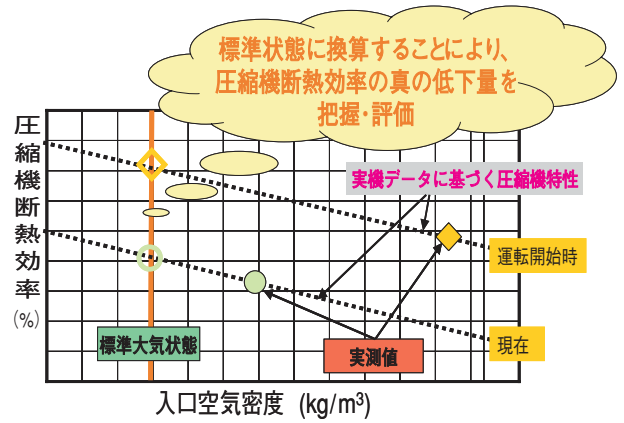 標準状態に換算することにより、
圧縮機断熱効率の真の低下量を
把握・評価
圧縮機断熱効率
(%)
実機データに基づく圧縮機特性
運転開始時
標準大気状態
実測値
現在
入口空気密度 (kg/m³)